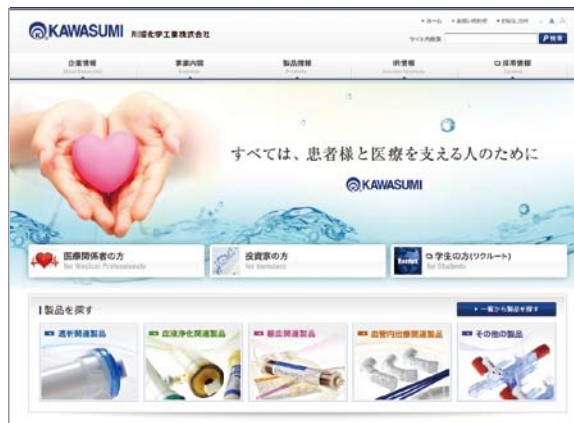 KAWASUMI 川澄化学工業株式会社
ホーム お問い合わせ ENGLISH
サイト内検索 検索
企業情報 事業内容 製品情報 IR情報 採用情報
すべては、患者様と医療を支える人のために
KAWASUMI
医療関係者の方 投資家の方 学生の方(リクルート)
for Medical Professionals for Investors for Students
製品を探す 一覧から製品を探す
透析関連製品 血液浄化関連製品 輸血関連製品 血管内治療関連製品 その他の製品